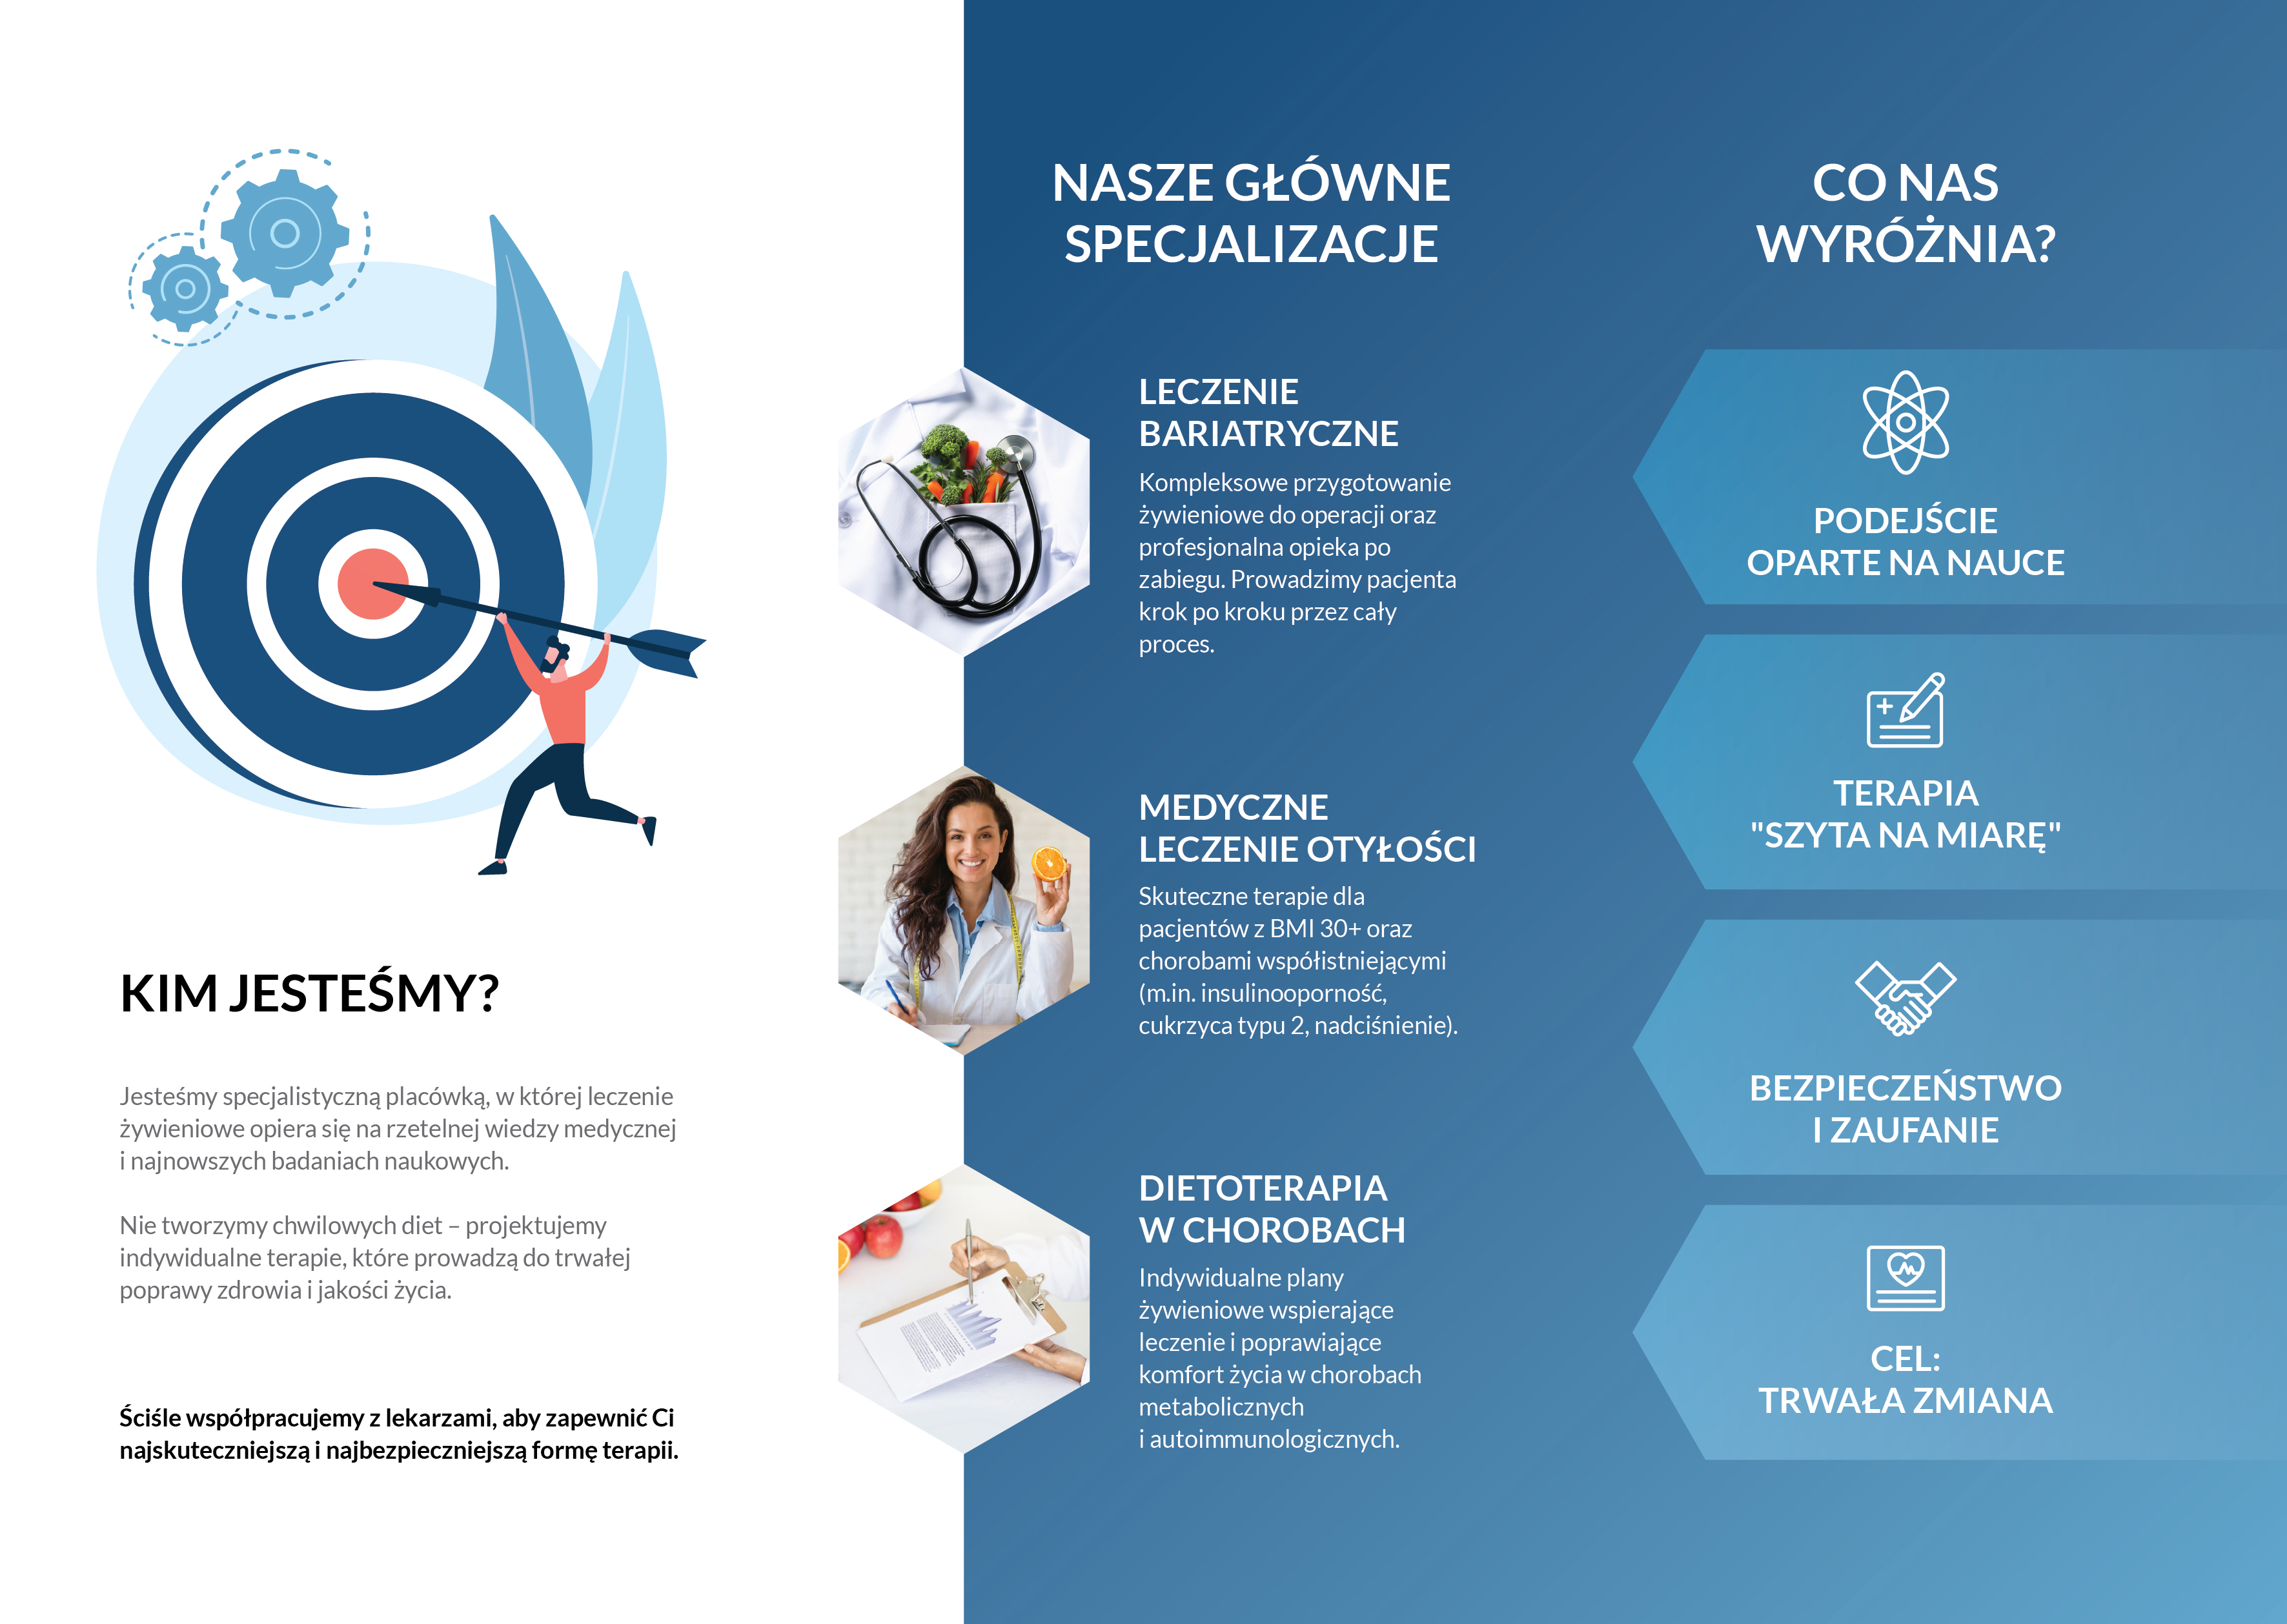 KIM JESTEŚMY?
Jesteśmy specjalistyczną placówką, w której leczenie
żywieniowe opiera się na rzetelnej wiedzy medycznej
i najnowszych badaniach naukowych.
Nie tworzymy chwilowych diet – projektujemy
indywidualne terapie, które prowadzą do trwałej
poprawy zdrowia i jakości życia.
Ściśle współpracujemy z lekarzami, aby zapewnić Ci
najskuteczniejszą i najbezpieczniejszą formę terapii.
NASZE GŁÓWNE
SPECJALIZACJE
LECZENIE
BARIATRYCZNE
Kompleksowe przygotowanie
żywieniowe do operacji oraz
profesjonalna opieka po
zabiegu. Prowadzimy pacjenta
krok po kroku przez cały
proces.
MEDYCZNE
LECZENIE OTYŁOŚCI
Skuteczne terapie dla
pacjentów z BMI 30+ oraz
chorobami współistniejącymi
(m.in. insulinooporność,
cukrzyca typu 2, nadciśnienie).
DIETOTERAPIA
W CHOROBACH
Indywidualne plany
żywieniowe wspierające
leczenie i poprawiające
komfort życia w chorobach
metabolicznych
i autoimmunologicznych.
CO NAS
WYRÓŻNIA?
PODEJŚCIE
OPARTE NA NAUCE
TERAPIA
"SZYTA NA MIARĘ"
BEZPIECZEŃSTWO
I ZAUFANIE
CEL:
TRWAŁA ZMIANA